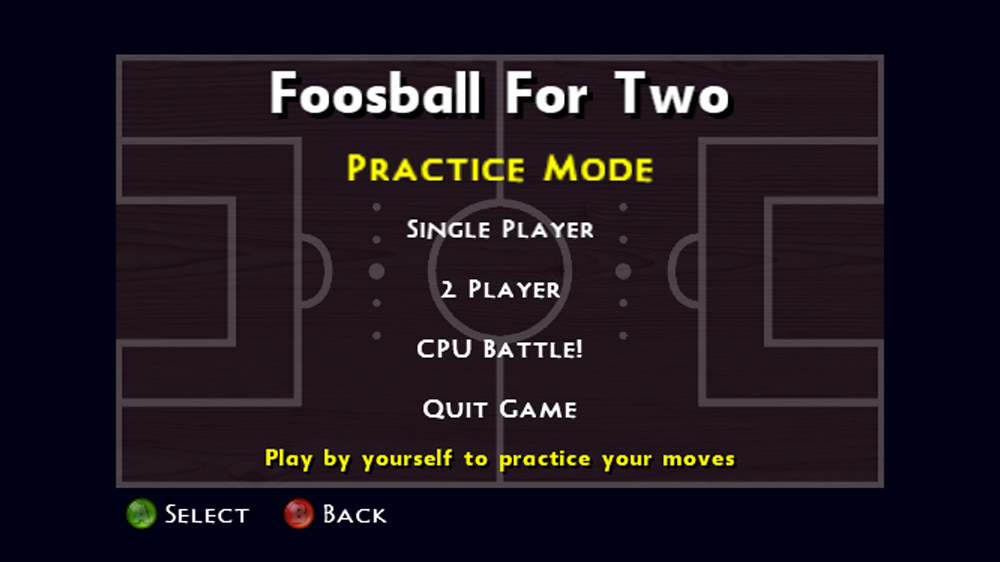 Foosball For Two
Practice Mode
Single Player
2 Player
CPU Battle!
Quit Game
Play by yourself to practice your moves
A Select B Back